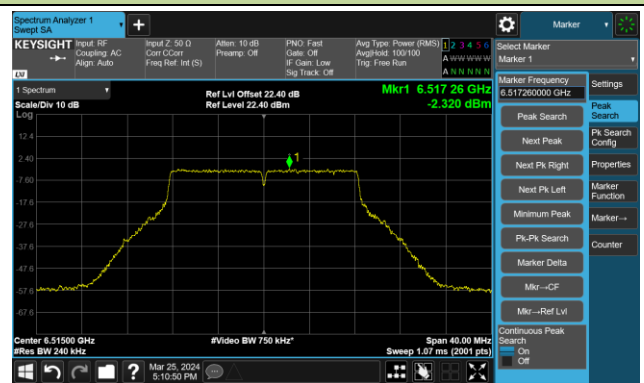 Spectrum Analyzer 1
Swept SA
Marker
KEYSIGHT
LV
Input: RF
Coupling: AC
Align: Auto
Input Z: 50 Ω
Corr CCorr
Freq Ref: Int (S)
Atten: 10 dB
Preamp: Off
PNO: Fast
Gate: Off
IF Gain: Low
Sig Track: Off
Avg Type: Power (RMS)
Avg|Hold: 100/100
Trig: Free Run
1 2 3 4 5 6
A W W W W W
A N N N N N
Select Marker
Marker 1
1 Spectrum
Scale/Div 10 dB
Log
Ref Lvl Offset 22.40 dB
Ref Level 22.40 dBm
Mkr1 6.517 26 GHz
-2.320 dBm
12.4
2.40
-7.60
-17.6
-27.6
-37.6
-47.6
-57.6
-67.6
1
Center 6.51500 GHz
#Res BW 240 kHz
#Video BW 750 kHz*
Span 40.00 MHz
Sweep 1.07 ms (2001 pts)
Marker Frequency
6.517260000 GHz
Peak Search
Next Peak
Next Pk Right
Next Pk Left
Minimum Peak
Pk-Pk Search
Marker Delta
Mkr→CF
Mkr→Ref Lvl
Continuous Peak
Search
On
Off
Settings
Peak
Search
Pk Search
Config
Properties
Marker
Function
Marker→
Counter
?
Mar 25, 2024
5:10:50 PM